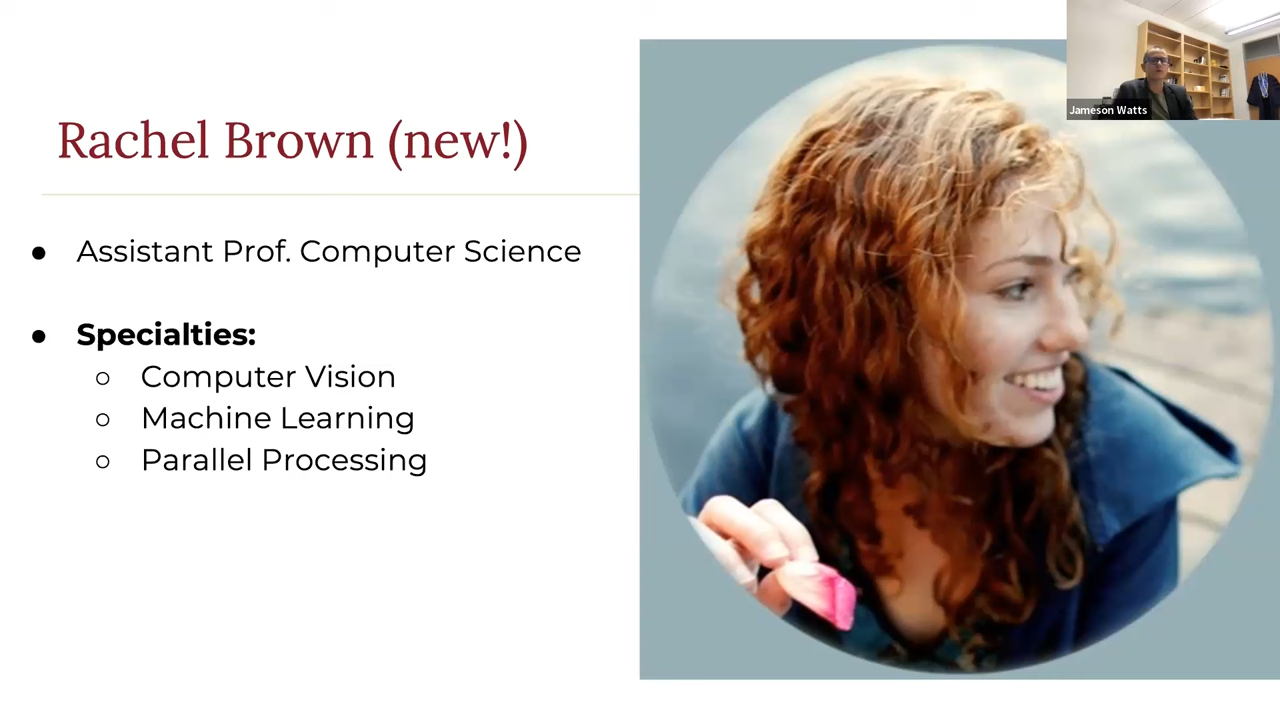 Rachel Brown (new!)
● Assistant Prof. Computer Science
● Specialties:
○ Computer Vision
○ Machine Learning
○ Parallel Processing
Jameson Watts